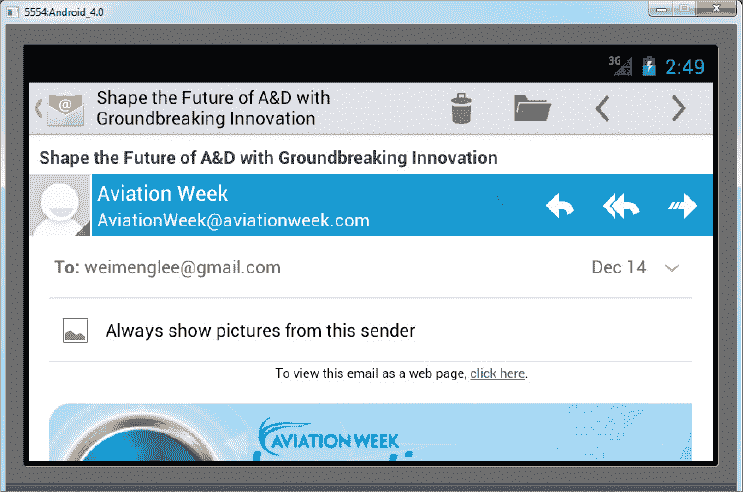 5554:Android_4.0
3G 2:49
Shape the Future of A&D with
Groundbreaking Innovation
Shape the Future of A&D with Groundbreaking Innovation
Aviation Week
AviationWeek@aviationweek.com
To: weimenglee@gmail.com Dec 14
Always show pictures from this sender
To view this email as a web page, click here.
AVIATION WEEK